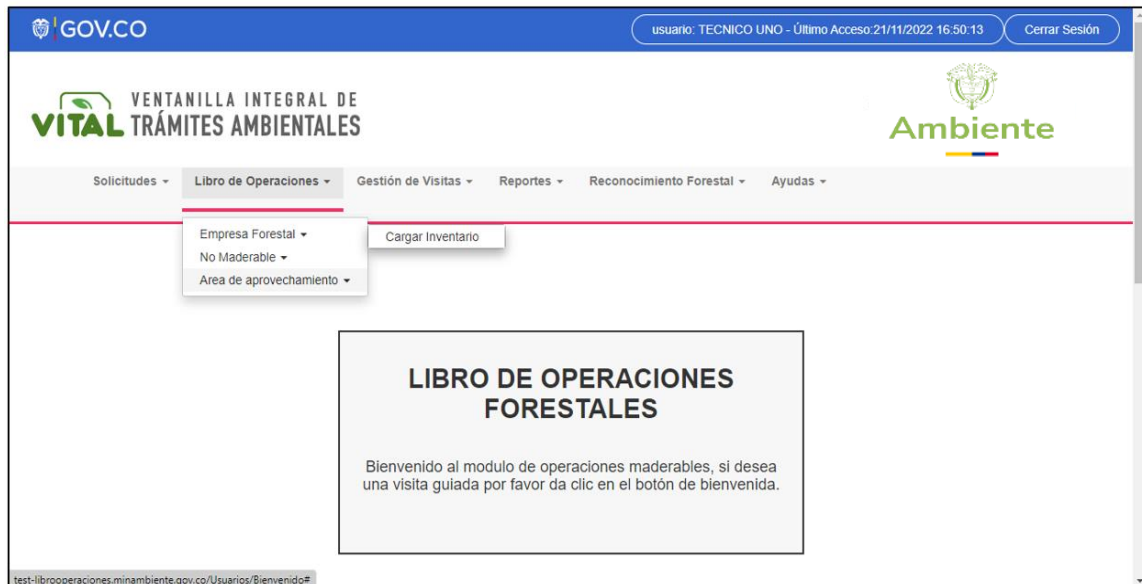 GOV.CO
usuario: TECNICO UNO - Último Acceso:21/11/2022 16:50:13
Cerrar Sesión
VENTANILLA INTEGRAL DE
VITAL TRÁMITES AMBIENTALES
Ambiente
Solicitudes
Libro de Operaciones
Gestión de Visitas
Reportes
Reconocimiento Forestal
Ayudas
Empresa Forestal
Cargar Inventario
No Maderable
Area de aprovechamiento
LIBRO DE OPERACIONES
FORESTALES
Bienvenido al modulo de operaciones maderables, si desea
una visita guiada por favor da clic en el botón de bienvenida.
test-librooperaciones.minambiente.gov.co/Usuarios/Bienvenido#